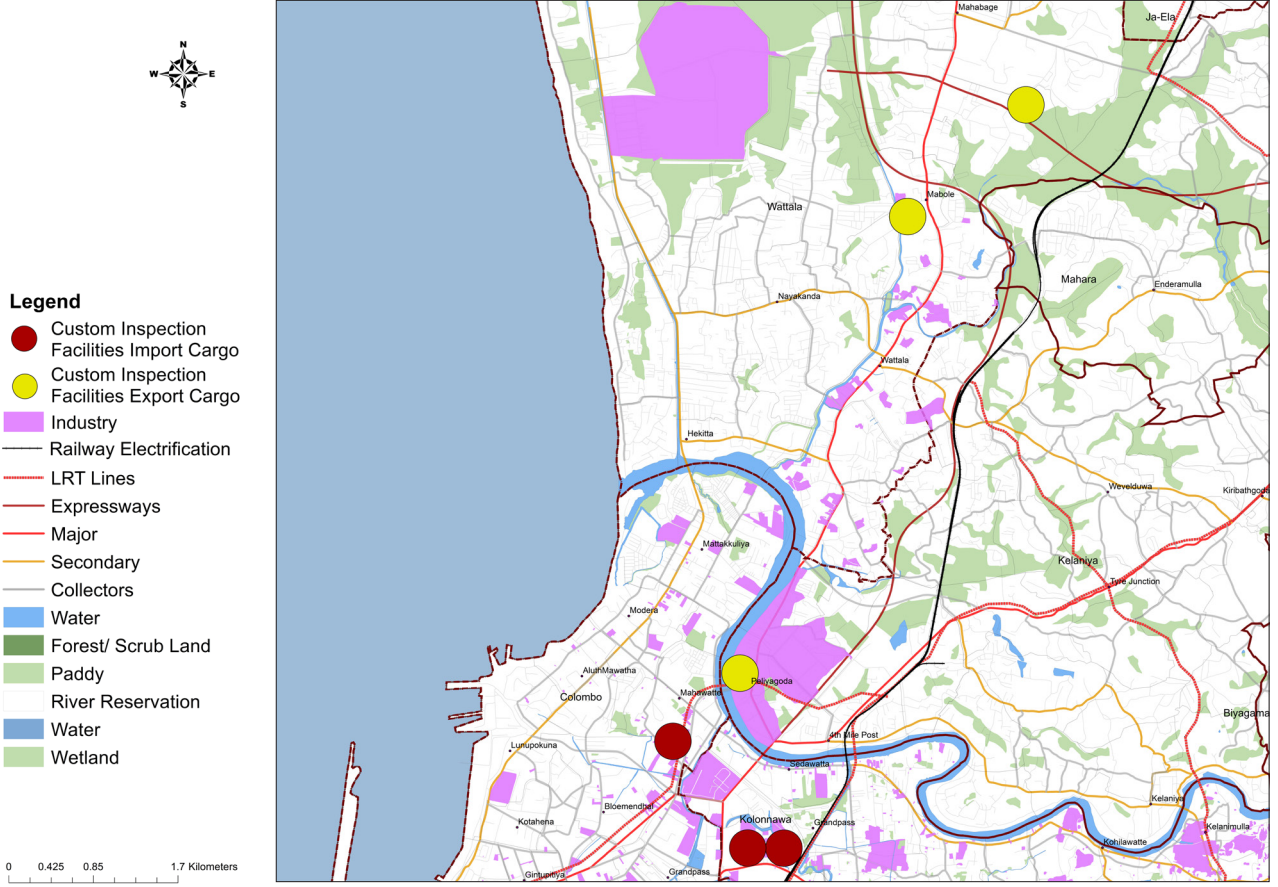 N
W E
S
Legend
Custom Inspection
Facilities Import Cargo
Custom Inspection
Facilities Export Cargo
Industry
Railway Electrification
LRT Lines
Expressways
Major
Secondary
Collectors
Water
Forest/ Scrub Land
Paddy
River Reservation
Water
Wetland
0 0.425 0.85 1.7 Kilometers
Mahabage
Ja-Ela
Mabole
Wattala
Mahara
Enderamulla
Nayakanda
Wattala
Hekitta
Wevelduwa
Kiribathgoda
Mattakkuliya
Kelaniya
Tyre Junction
Modera
AluthMawatha
Peliyagoda
Mahawatte
Colombo
Biyagama
4th Mile Post
Lunupokuna
Sedawatta
Kelaniya
Bloemendhal
Kotahena
Kolonnawa
Grandpass
Kelanimulla
Kohilawatte
Grandpass
Gintupitiya